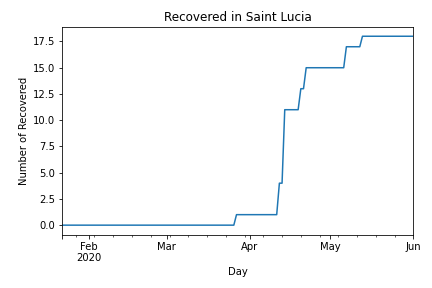 Recovered in Saint Lucia
Number of Recovered
17.5
15.0
12.5
10.0
7.5
5.0
2.5
0.0
Feb Mar Apr May Jun
2020
Day